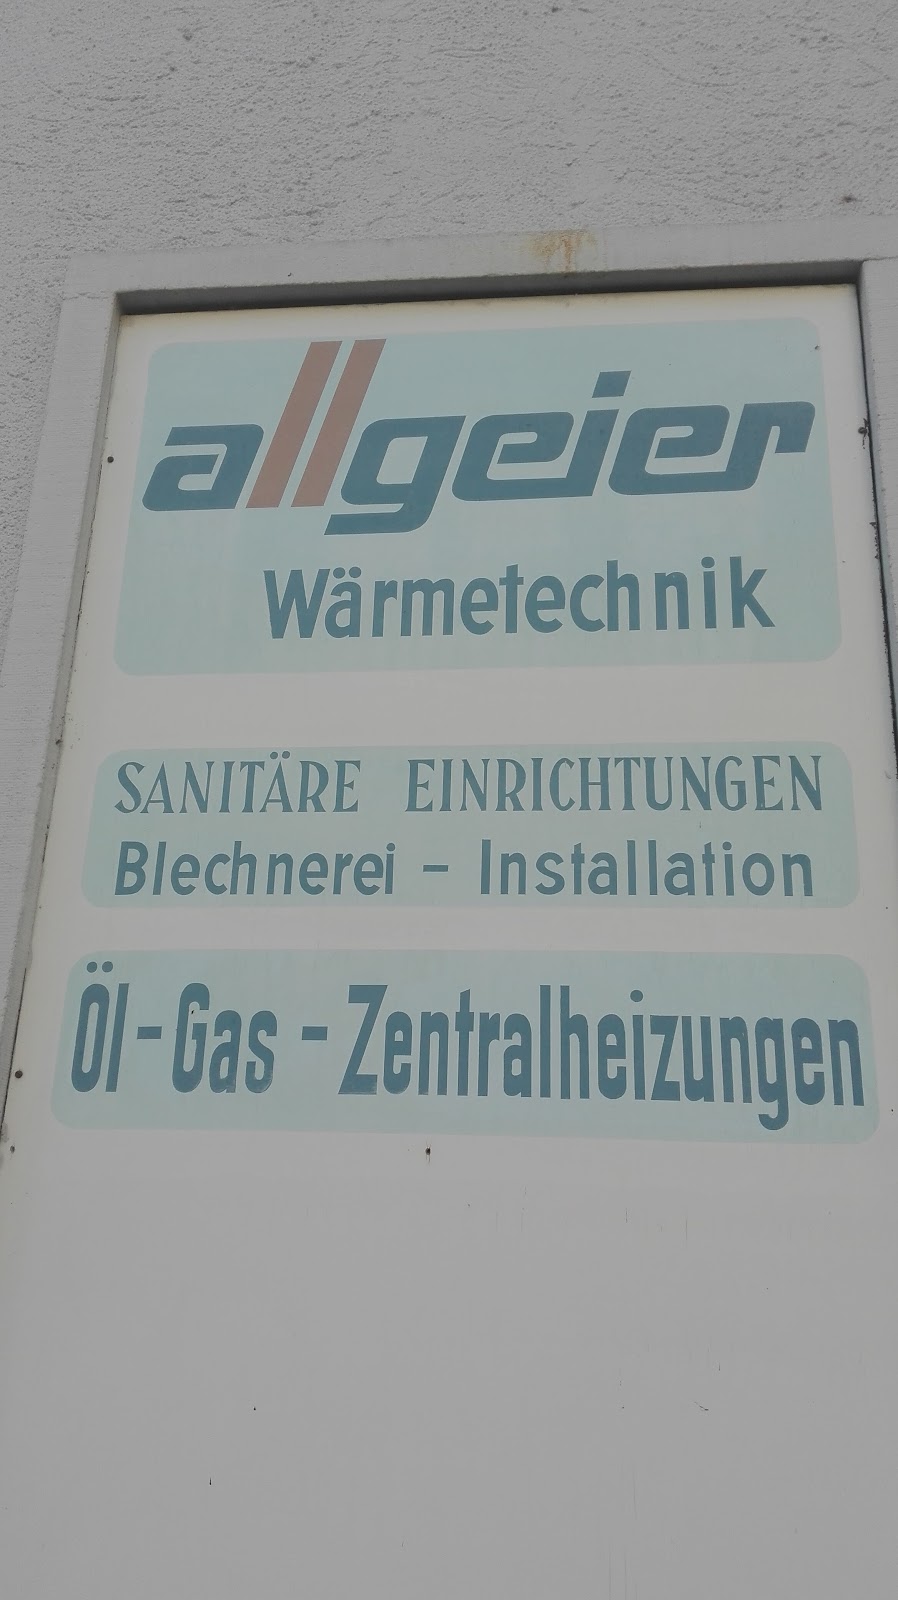 allgeier
Wärmetechnik
SANITÄRE EINRICHTUNGEN
Blechnerei - Installation
Öl - Gas - Zentralheizungen